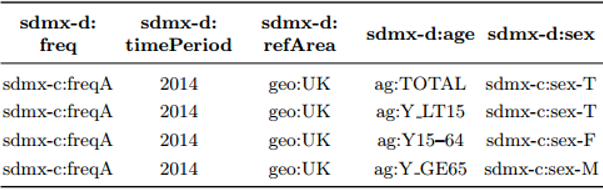 sdmx-d: sdmx-d: sdmx-d: sdmx-d:age sdmx-d:sex
freq timePeriod refArea
sdmx-c:freqA 2014 geo:UK ag:TOTAL sdmx-c:sex-T
sdmx-c:freqA 2014 geo:UK ag:Y_LT15 sdmx-c:sex-T
sdmx-c:freqA 2014 geo:UK ag:Y15–64 sdmx-c:sex-F
sdmx-c:freqA 2014 geo:UK ag:Y_GE65 sdmx-c:sex-M